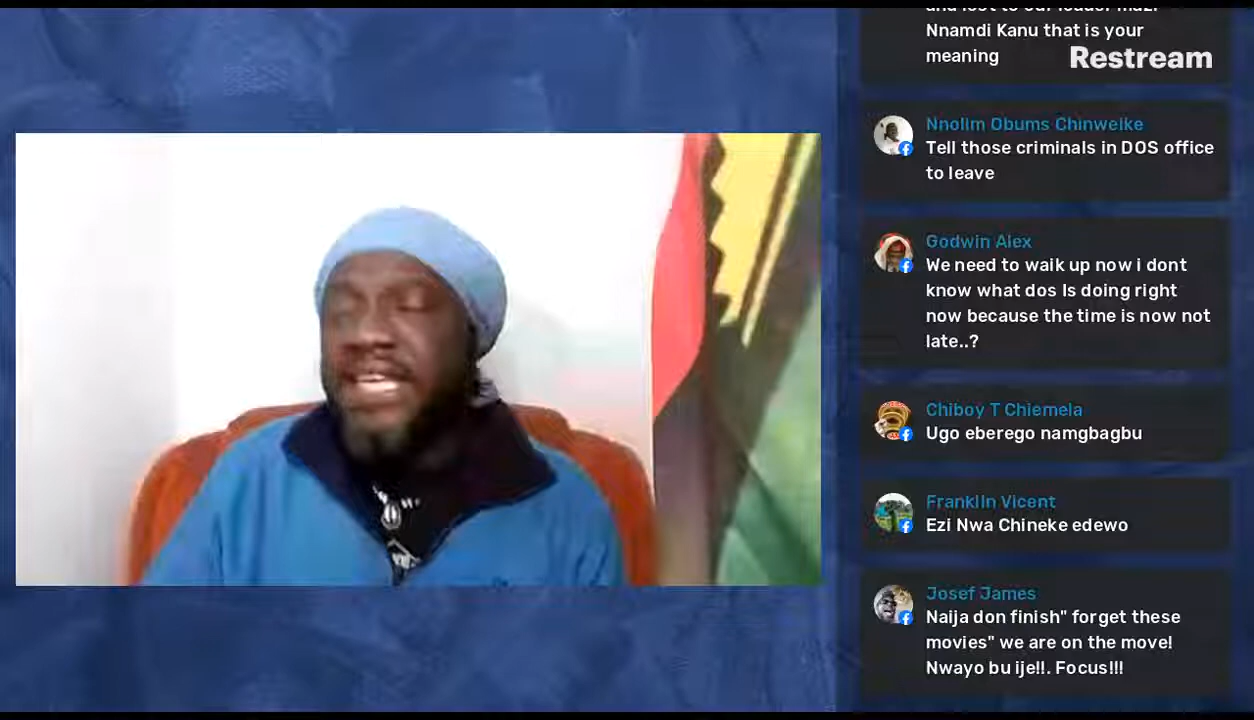 Nnamdi Kanu that is your
meaning
Restream
Nnolim Obums Chinweike
Tell those criminals in DOS office
to leave
Godwin Alex
We need to waik up now i dont
know what dos Is doing right
now because the time is now not
late..?
Chiboy T Chiemela
Ugo eberego namgbagbu
Franklin Vicent
Ezi Nwa Chineke edewo
Josef James
Naija don finish" forget these
movies" we are on the move!
Nwayo bu ije!!. Focus!!!